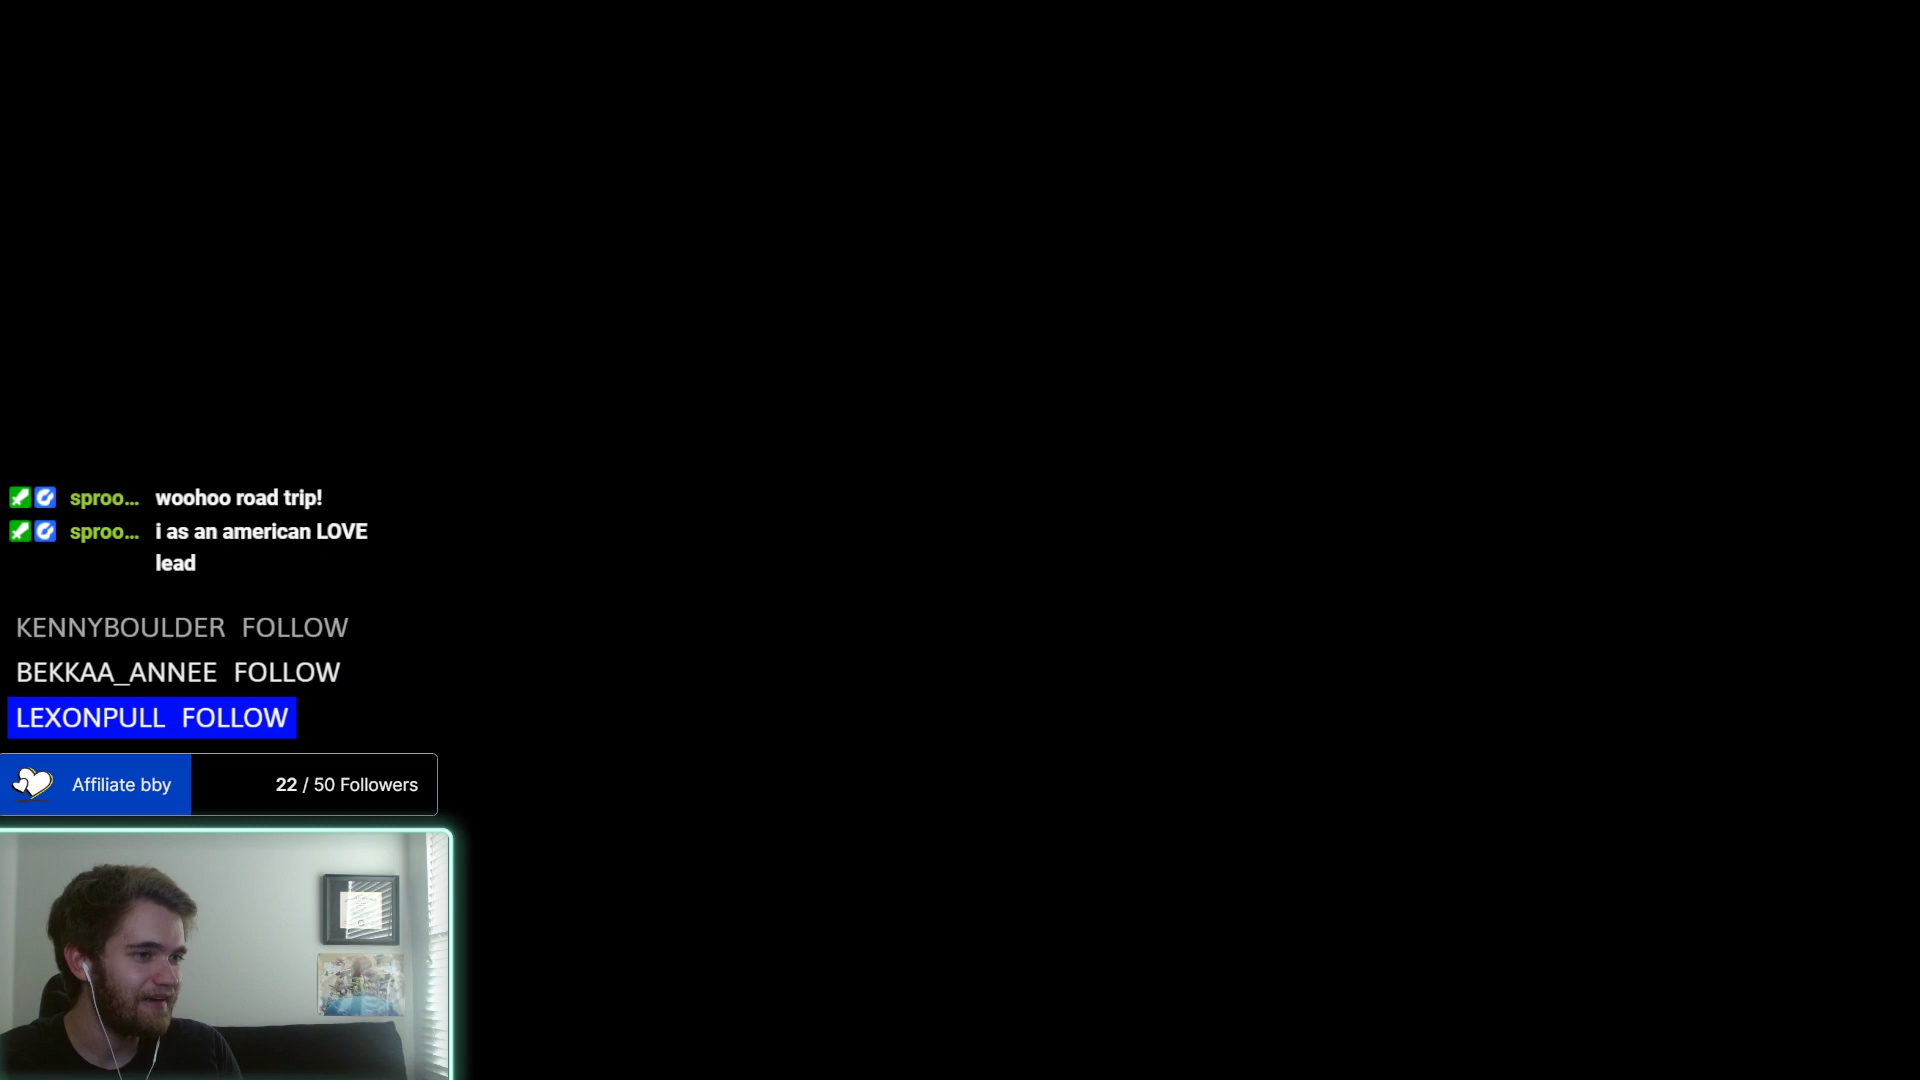 sproo... woohoo road trip!
sproo... i as an american LOVE
lead
KENNYBOULDER FOLLOW
BEKKAA_ANNEE FOLLOW
LEXONPULL FOLLOW
Affiliate bby 22 / 50 Followers